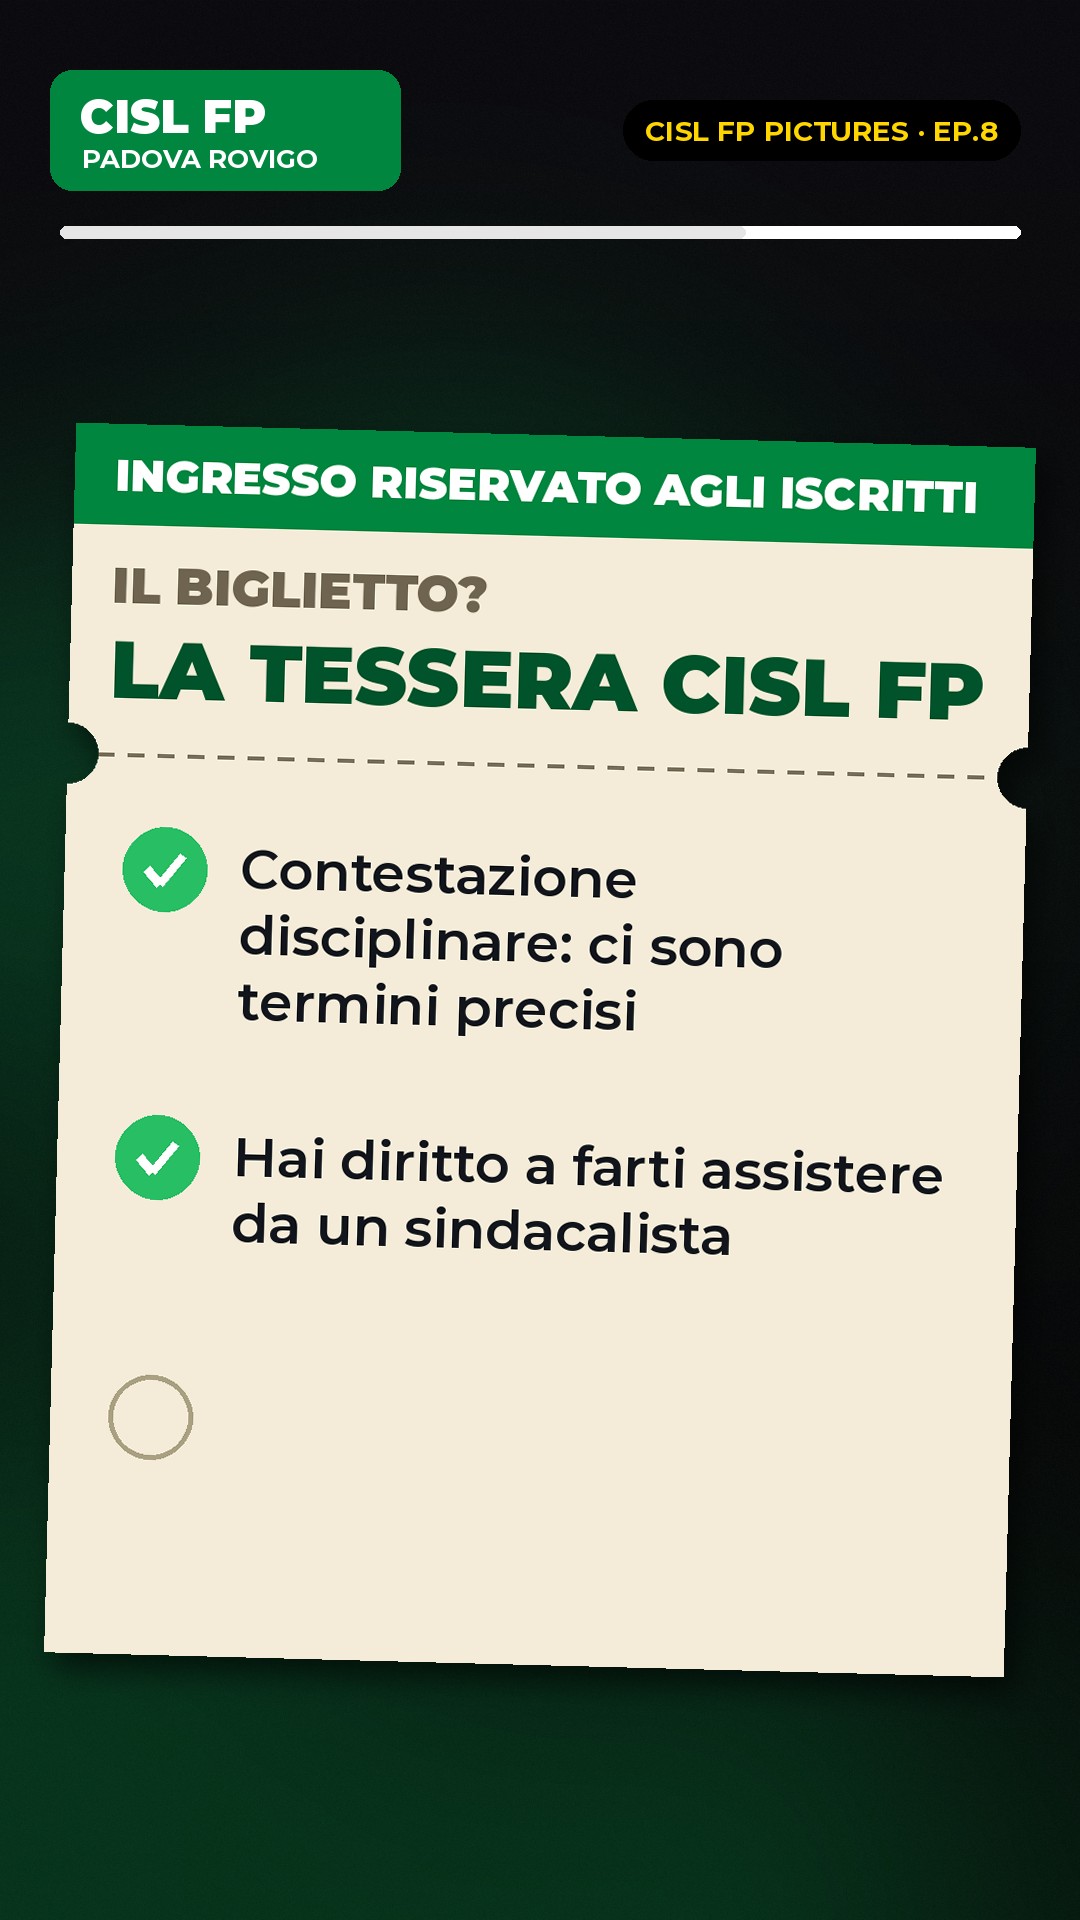 CISL FP
PADOVA ROVIGO
CISL FP PICTURES · EP.8
INGRESSO RISERVATO AGLI ISCRITTI
IL BIGLIETTO?
LA TESSERA CISL FP
Contestazione
disciplinare: ci sono
termini precisi
Hai diritto a farti assistere
da un sindacalista